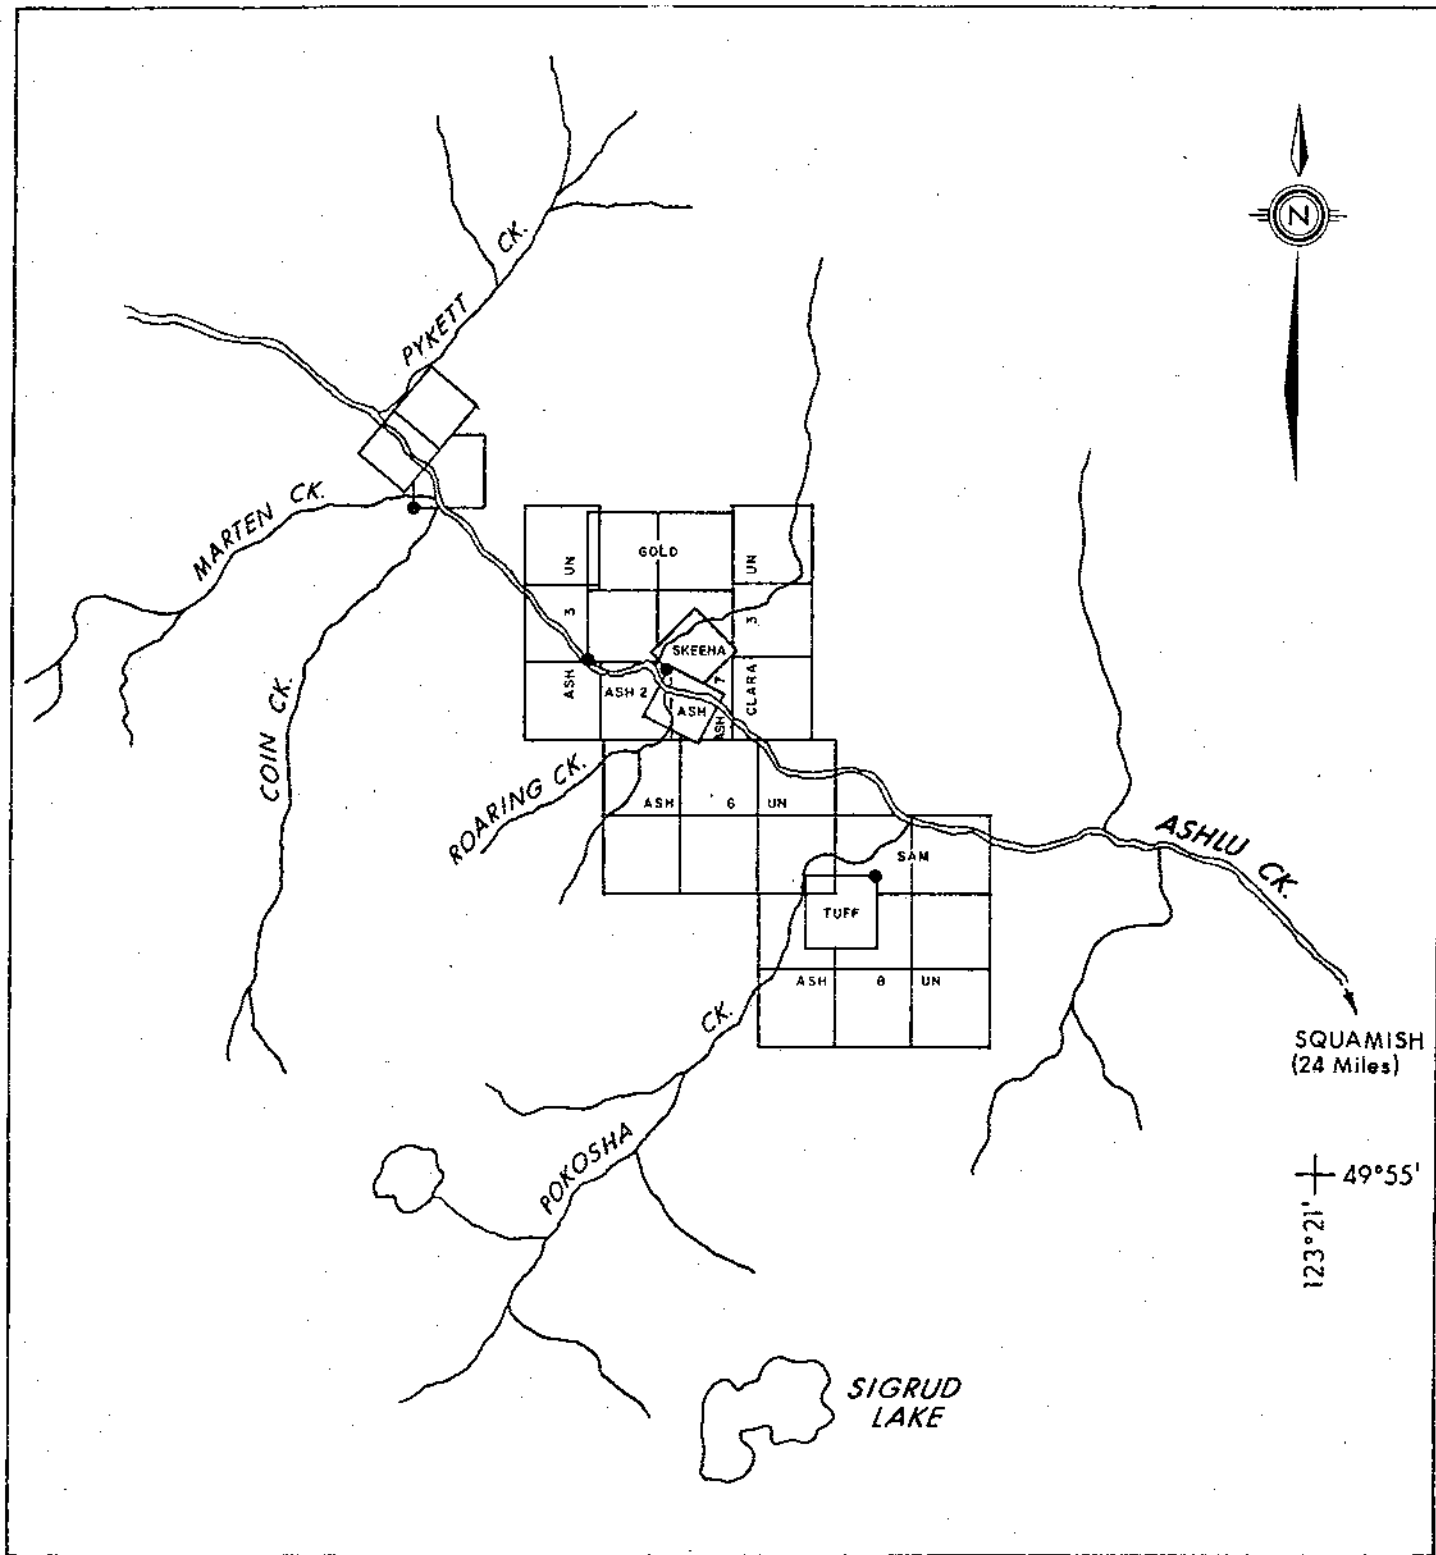 N
PYKETT CK.
MARTEN CK.
COIN CK.
UN
3
ASH
GOLD
UN
3
CLARA
SKEENA
ASH 2
ASH
ASH 7
ROARING CK.
ASH 6 UN
SAM
TUFF
ASH 8 UN
ASHLU CK.
SQUAMISH
(24 Miles)
POKOSHA CK.
49°55'
123°21'
SIGRUD
LAKE